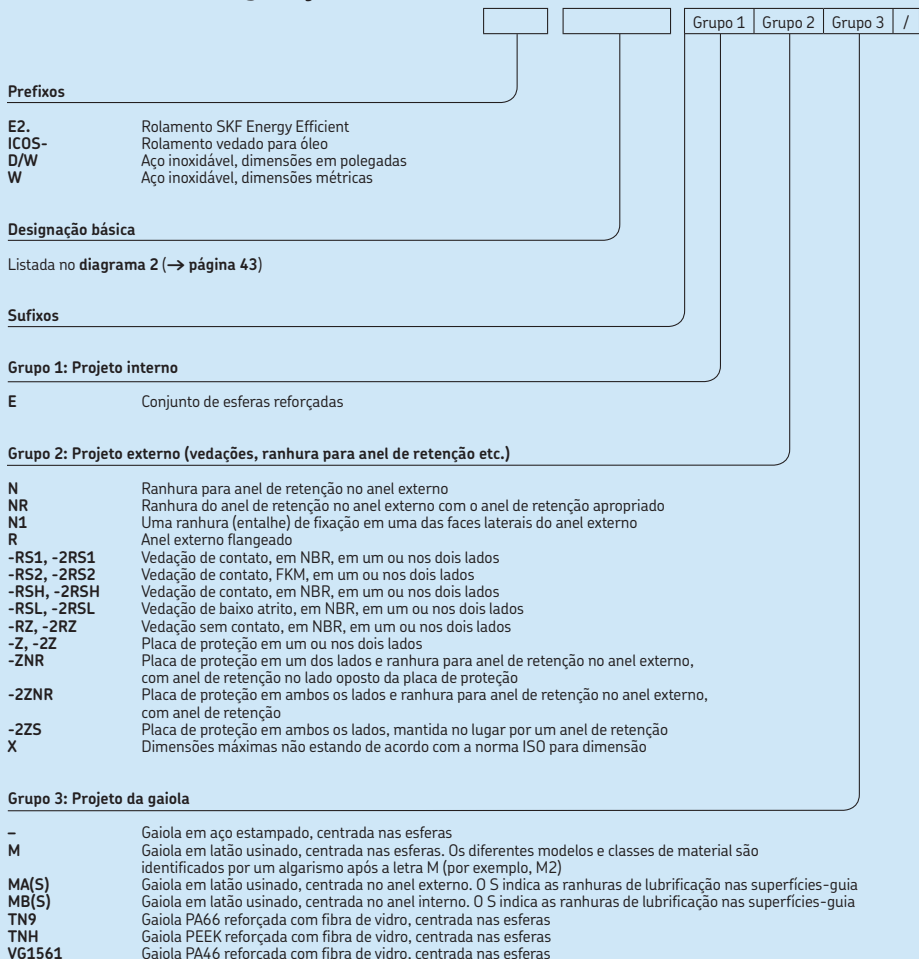 Grupo 1 Grupo 2 Grupo 3 /
Prefixos
E2. Rolamento SKF Energy Efficient
ICOS- Rolamento vedado para óleo
D/W Aço inoxidável, dimensões em polegadas
W Aço inoxidável, dimensões métricas
Designação básica
Listada no diagrama 2 (→ página 43)
Sufixos
Grupo 1: Projeto interno
E Conjunto de esferas reforçadas
Grupo 2: Projeto externo (vedações, ranhura para anel de retenção etc.)
N Ranhura para anel de retenção no anel externo
NR Ranhura do anel de retenção no anel externo com o anel de retenção apropriado
N1 Uma ranhura (entalhe) de fixação em uma das faces laterais do anel externo
R Anel externo flangeado
-RS1, -2RS1 Vedação de contato, em NBR, em um ou nos dois lados
-RS2, -2RS2 Vedação de contato, FKM, em um ou nos dois lados
-RSH, -2RSH Vedação de contato, em NBR, em um ou nos dois lados
-RSL, -2RSL Vedação de baixo atrito, em NBR, em um ou nos dois lados
-RZ, -2RZ Vedação sem contato, em NBR, em um ou nos dois lados
-Z, -2Z Placa de proteção em um ou nos dois lados
-ZNR Placa de proteção em um dos lados e ranhura para anel de retenção no anel externo,
com anel de retenção no lado oposto da placa de proteção
-2ZNR Placa de proteção em ambos os lados e ranhura para anel de retenção no anel externo,
com anel de retenção
-2ZS Placa de proteção em ambos os lados, mantida no lugar por um anel de retenção
X Dimensões máximas não estando de acordo com a norma ISO para dimensão
Grupo 3: Projeto da gaiola
– Gaiola em aço estampado, centrada nas esferas
M Gaiola em latão usinado, centrada nas esferas. Os diferentes modelos e classes de material são
identificados por um algarismo após a letra M (por exemplo, M2)
MA(S) Gaiola em latão usinado, centrada no anel externo. O S indica as ranhuras de lubrificação nas superfícies-guia
MB(S) Gaiola em latão usinado, centrada no anel interno. O S indica as ranhuras de lubrificação nas superfícies-guia
TN9 Gaiola PA66 reforçada com fibra de vidro, centrada nas esferas
TNH Gaiola PEEK reforçada com fibra de vidro, centrada nas esferas
VG1561 Gaiola PA46 reforçada com fibra de vidro, centrada nas esferas